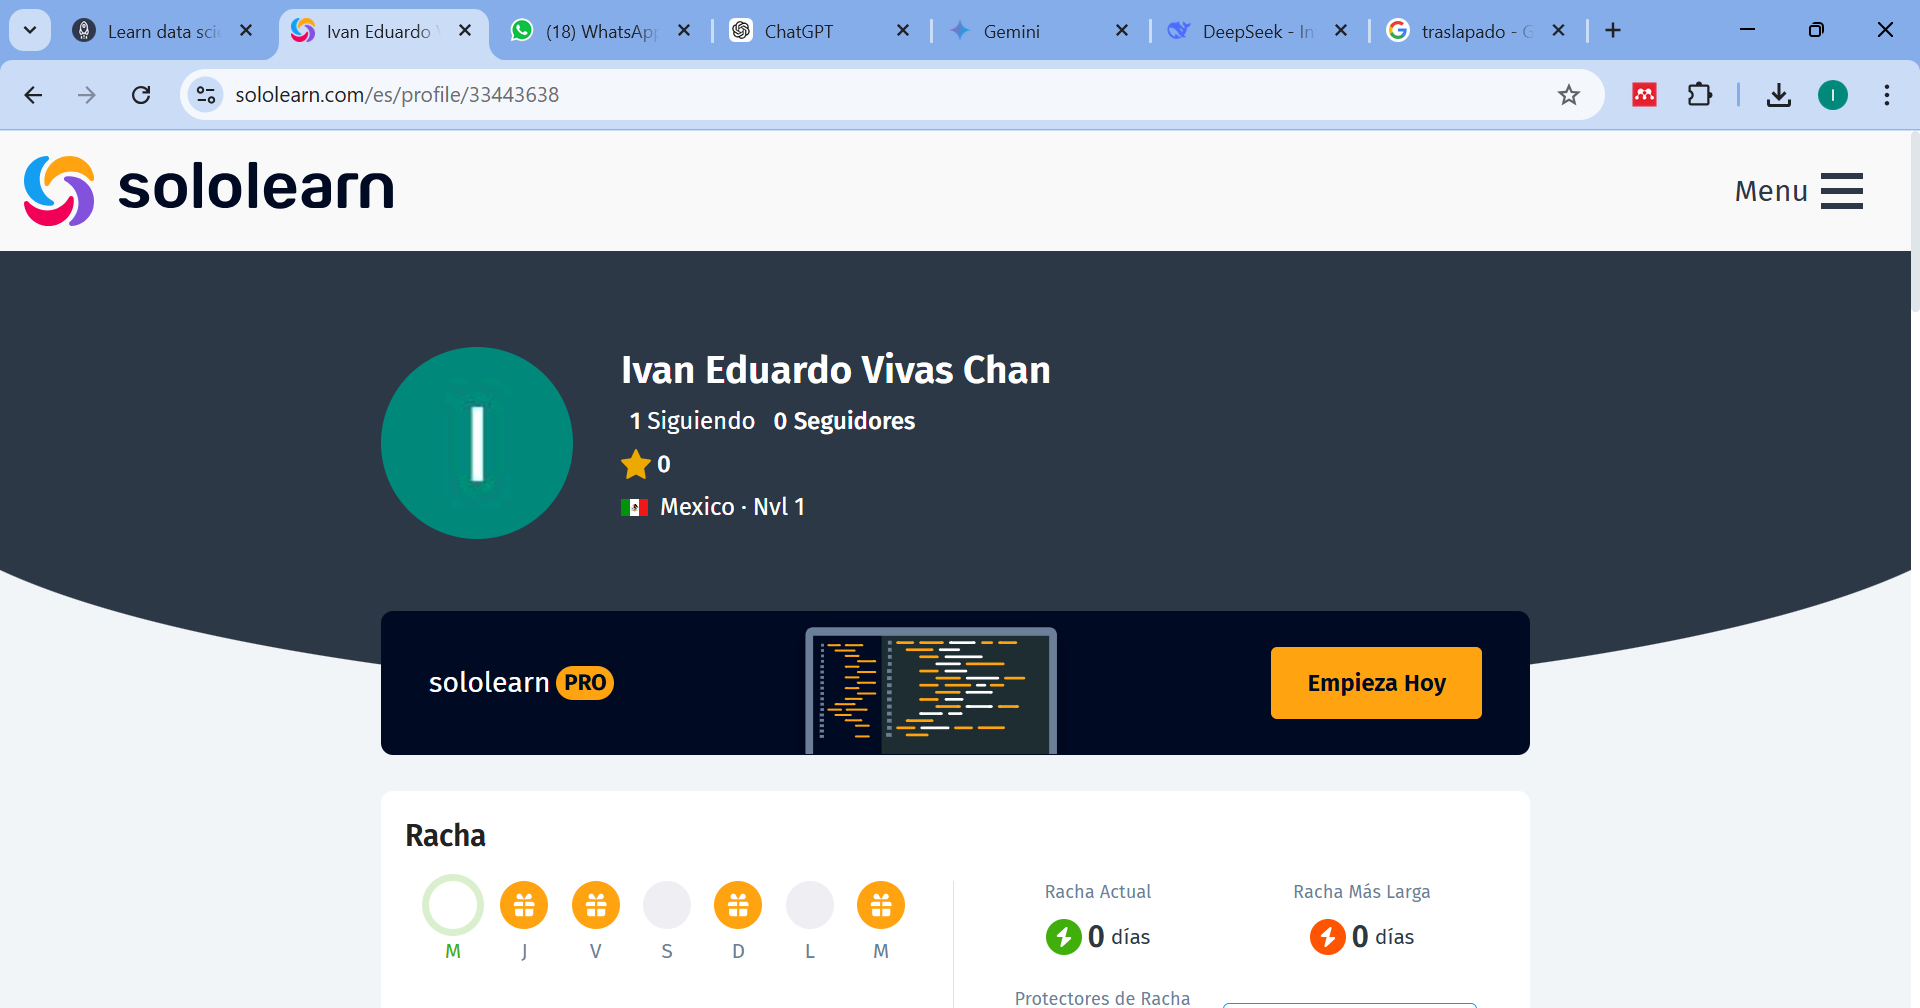 Learn data sci
Ivan Eduardo V
(18) WhatsApp
ChatGPT
Gemini
DeepSeek - In
traslapado - G
sololearn.com/es/profile/33443638
I
sololearn
Menu
I
Ivan Eduardo Vivas Chan
1 Siguiendo 0 Seguidores
0
Mexico · Nvl 1
sololearn PRO
Empieza Hoy
Racha
M J V S D L M
Racha Actual
0 días
Racha Más Larga
0 días
Protectores de Racha